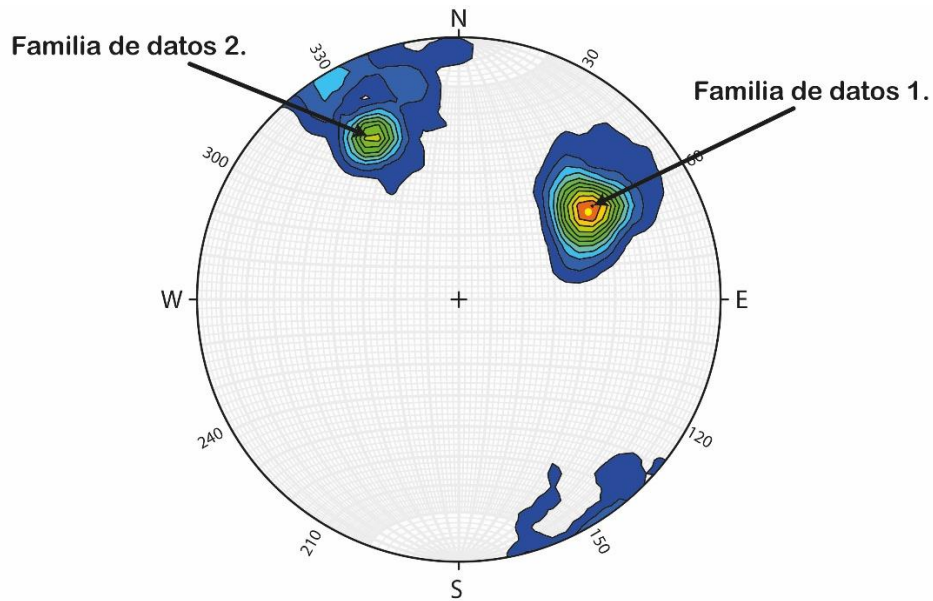 N
Familia de datos 2.
330
30
Familia de datos 1.
300
60
W
E
240
120
210
150
S